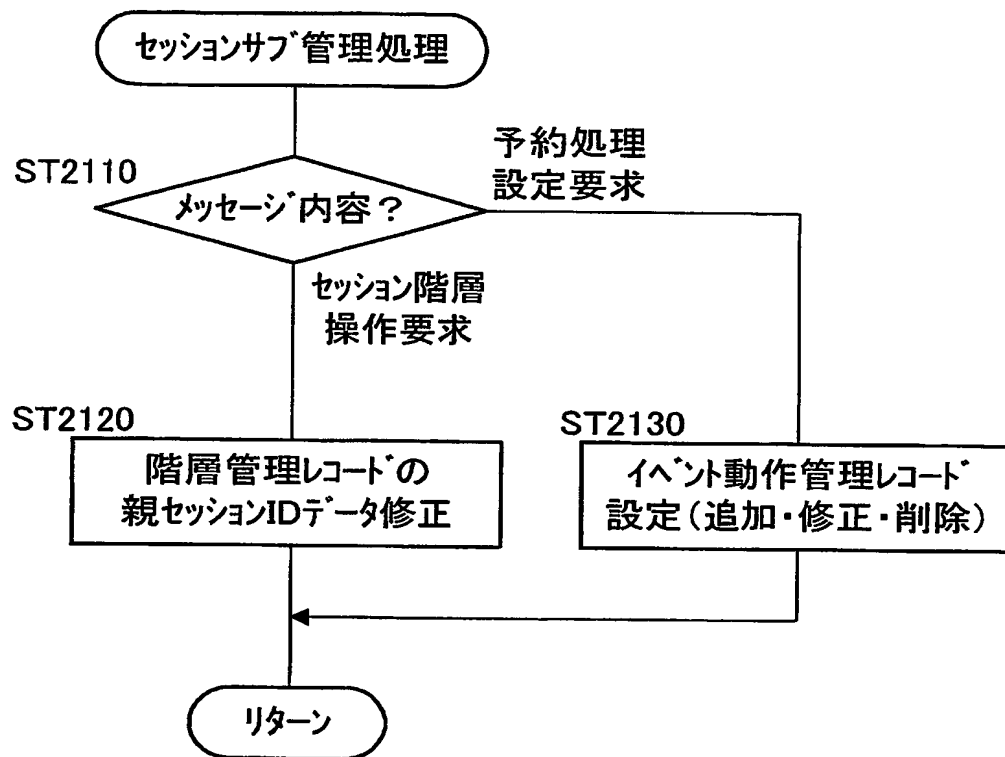 セッションサブ管理処理
ST2110
メッセージ内容？
予約処理
設定要求
セッション階層
操作要求
ST2120
階層管理レコードの
親セッションIDデータ修正
ST2130
イベント動作管理レコード
設定（追加・修正・削除）
リターン